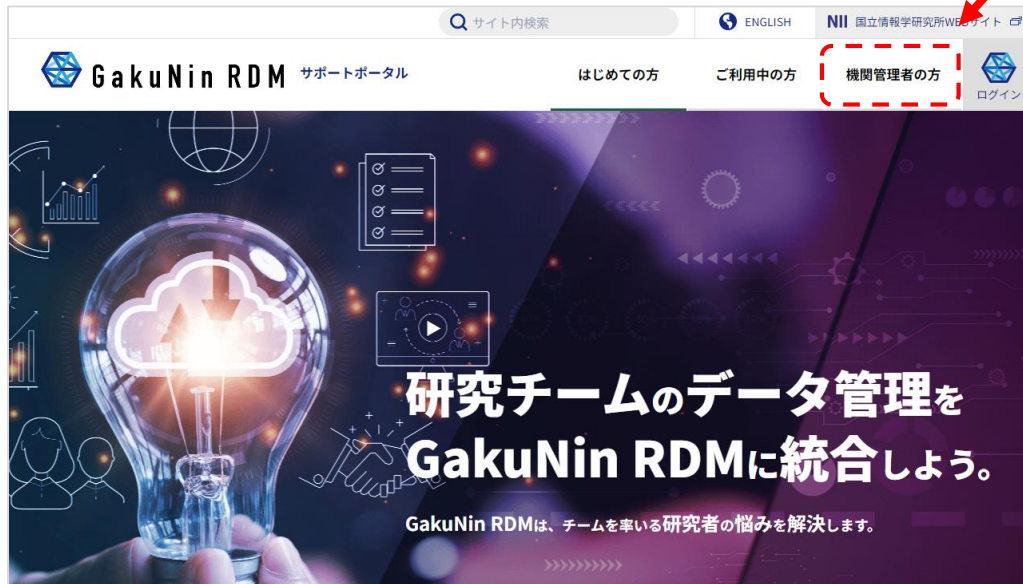 サイト内検索
ENGLISH
NII 国立情報学研究所WEBサイト
GakuNin RDM サポートポータル
はじめての方
ご利用中の方
機関管理者の方
ログイン
研究チームのデータ管理を
GakuNin RDMに統合しよう。
GakuNin RDMは、チームを率いる研究者の悩みを解決します。